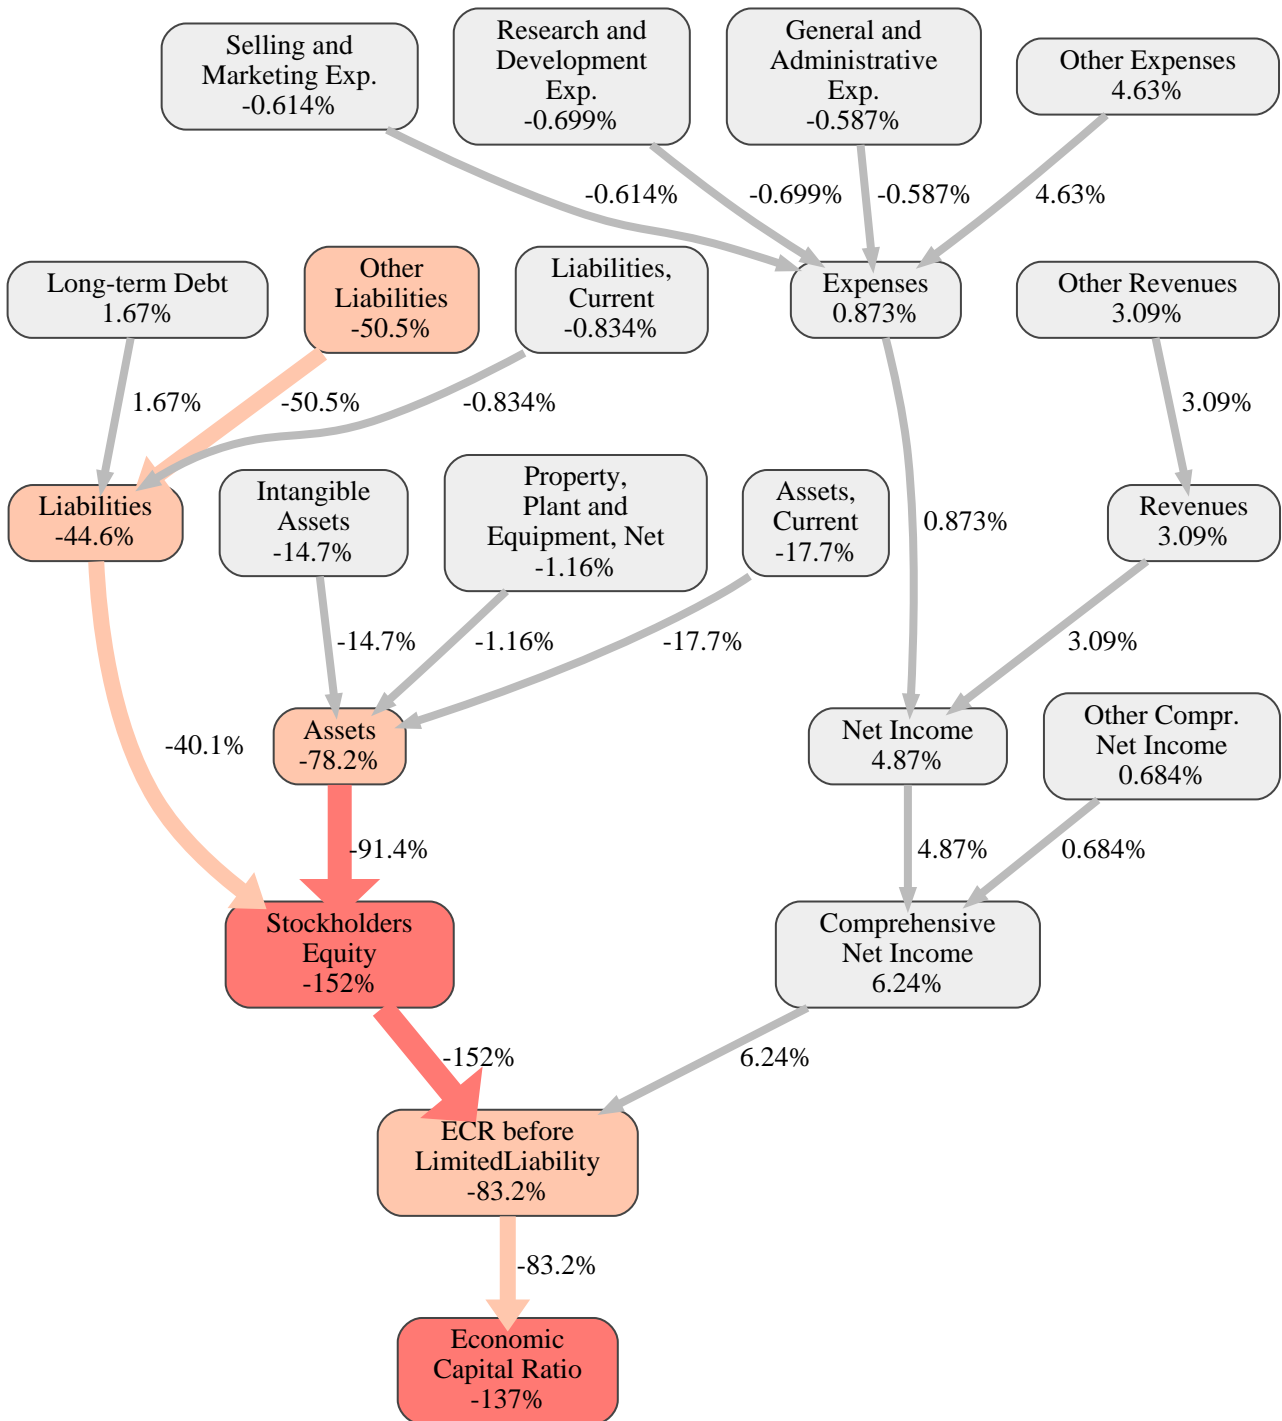 Selling and
Marketing Exp.
-0.614%
Research and
Development
Exp.
-0.699%
General and
Administrative
Exp.
-0.587%
Other Expenses
4.63%
-0.614%
-0.699%
-0.587%
4.63%
Long-term Debt
1.67%
Other
Liabilities
-50.5%
Liabilities,
Current
-0.834%
Expenses
0.873%
Other Revenues
3.09%
1.67%
-50.5%
-0.834%
3.09%
Liabilities
-44.6%
Intangible
Assets
-14.7%
Property,
Plant and
Equipment, Net
-1.16%
Assets,
Current
-17.7%
0.873%
Revenues
3.09%
-14.7%
-1.16%
-17.7%
3.09%
-40.1%
Assets
-78.2%
Net Income
4.87%
Other Compr.
Net Income
0.684%
-91.4%
4.87%
0.684%
Stockholders
Equity
-152%
Comprehensive
Net Income
6.24%
-152%
6.24%
ECR before
LimitedLiability
-83.2%
-83.2%
Economic
Capital Ratio
-137%